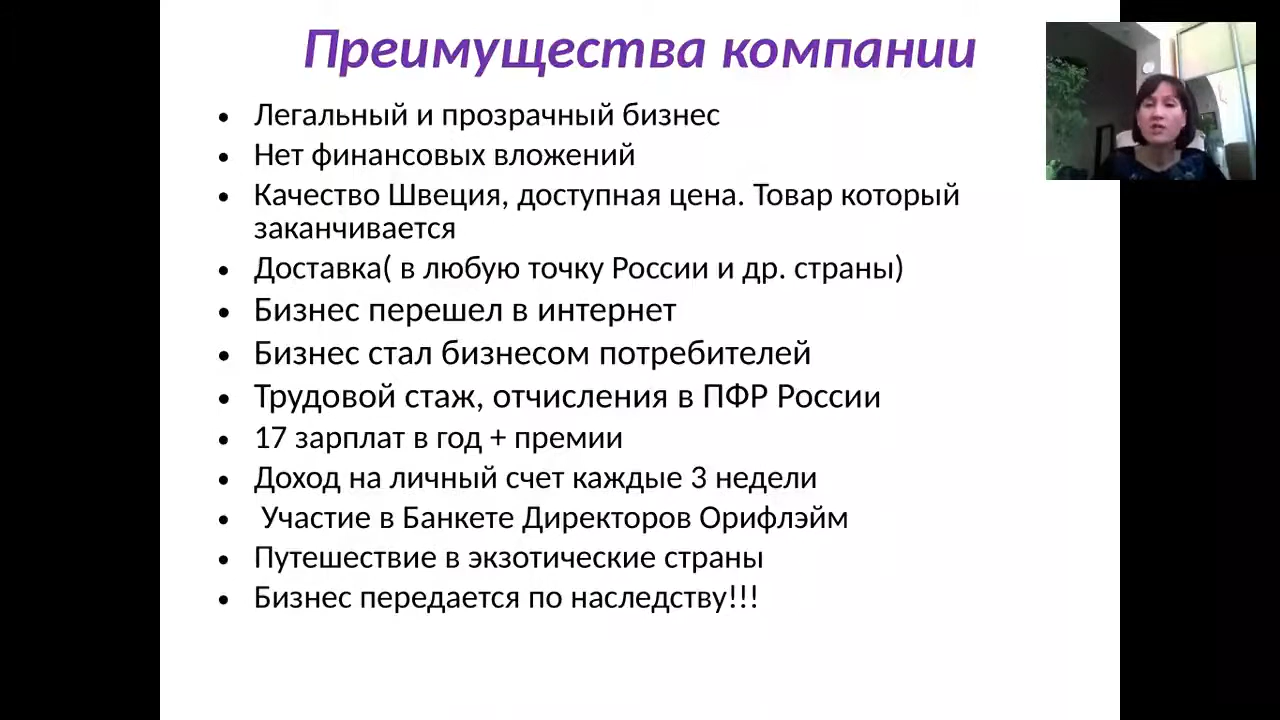 Преимущества компании
• Легальный и прозрачный бизнес
• Нет финансовых вложений
• Качество Швеция, доступная цена. Товар который
заканчивается
• Доставка( в любую точку России и др. страны)
• Бизнес перешел в интернет
• Бизнес стал бизнесом потребителей
• Трудовой стаж, отчисления в ПФР России
• 17 зарплат в год + премии
• Доход на личный счет каждые 3 недели
• Участие в Банкете Директоров Орифлэйм
• Путешествие в экзотические страны
• Бизнес передается по наследству!!!